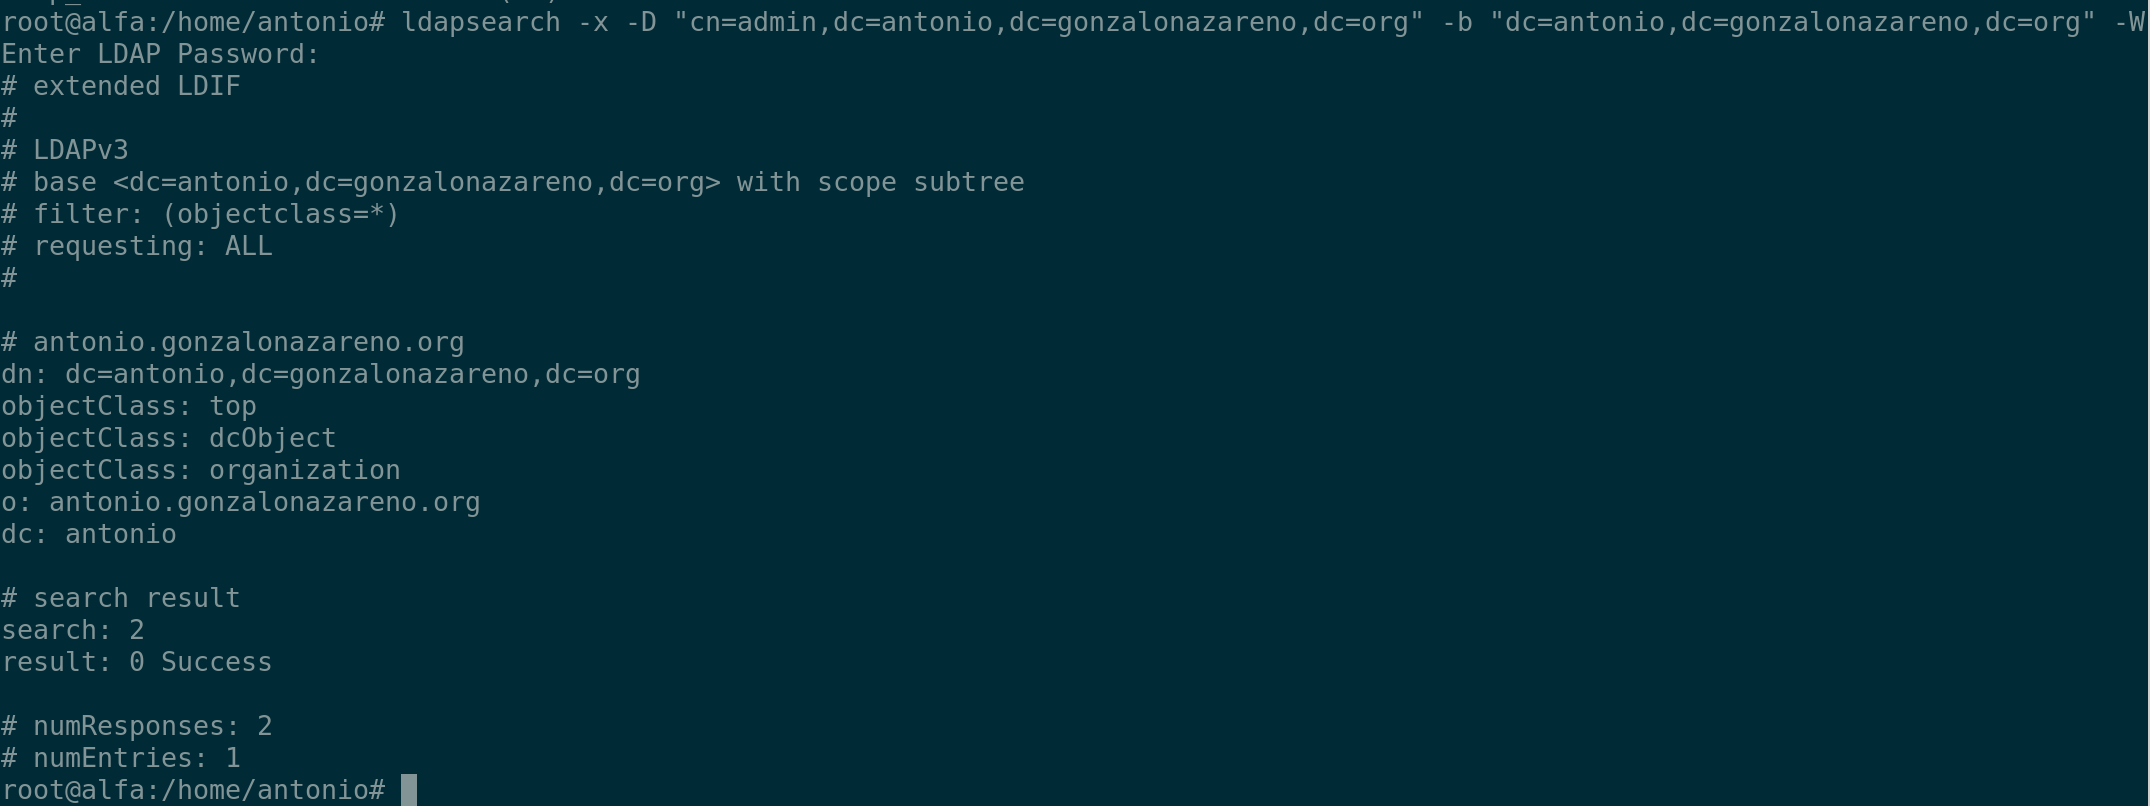 root@alfa:/home/antonio# ldapsearch -x -D "cn=admin,dc=antonio,dc=gonzalonazareno,dc=org" -b "dc=antonio,dc=gonzalonazareno,dc=org" -W
Enter LDAP Password:
# extended LDIF
#
# LDAPv3
# base <dc=antonio,dc=gonzalonazareno,dc=org> with scope subtree
# filter: (objectclass=*)
# requesting: ALL
#
# antonio.gonzalonazareno.org
dn: dc=antonio,dc=gonzalonazareno,dc=org
objectClass: top
objectClass: dcObject
objectClass: organization
o: antonio.gonzalonazareno.org
dc: antonio
# search result
search: 2
result: 0 Success
# numResponses: 2
# numEntries: 1
root@alfa:/home/antonio#